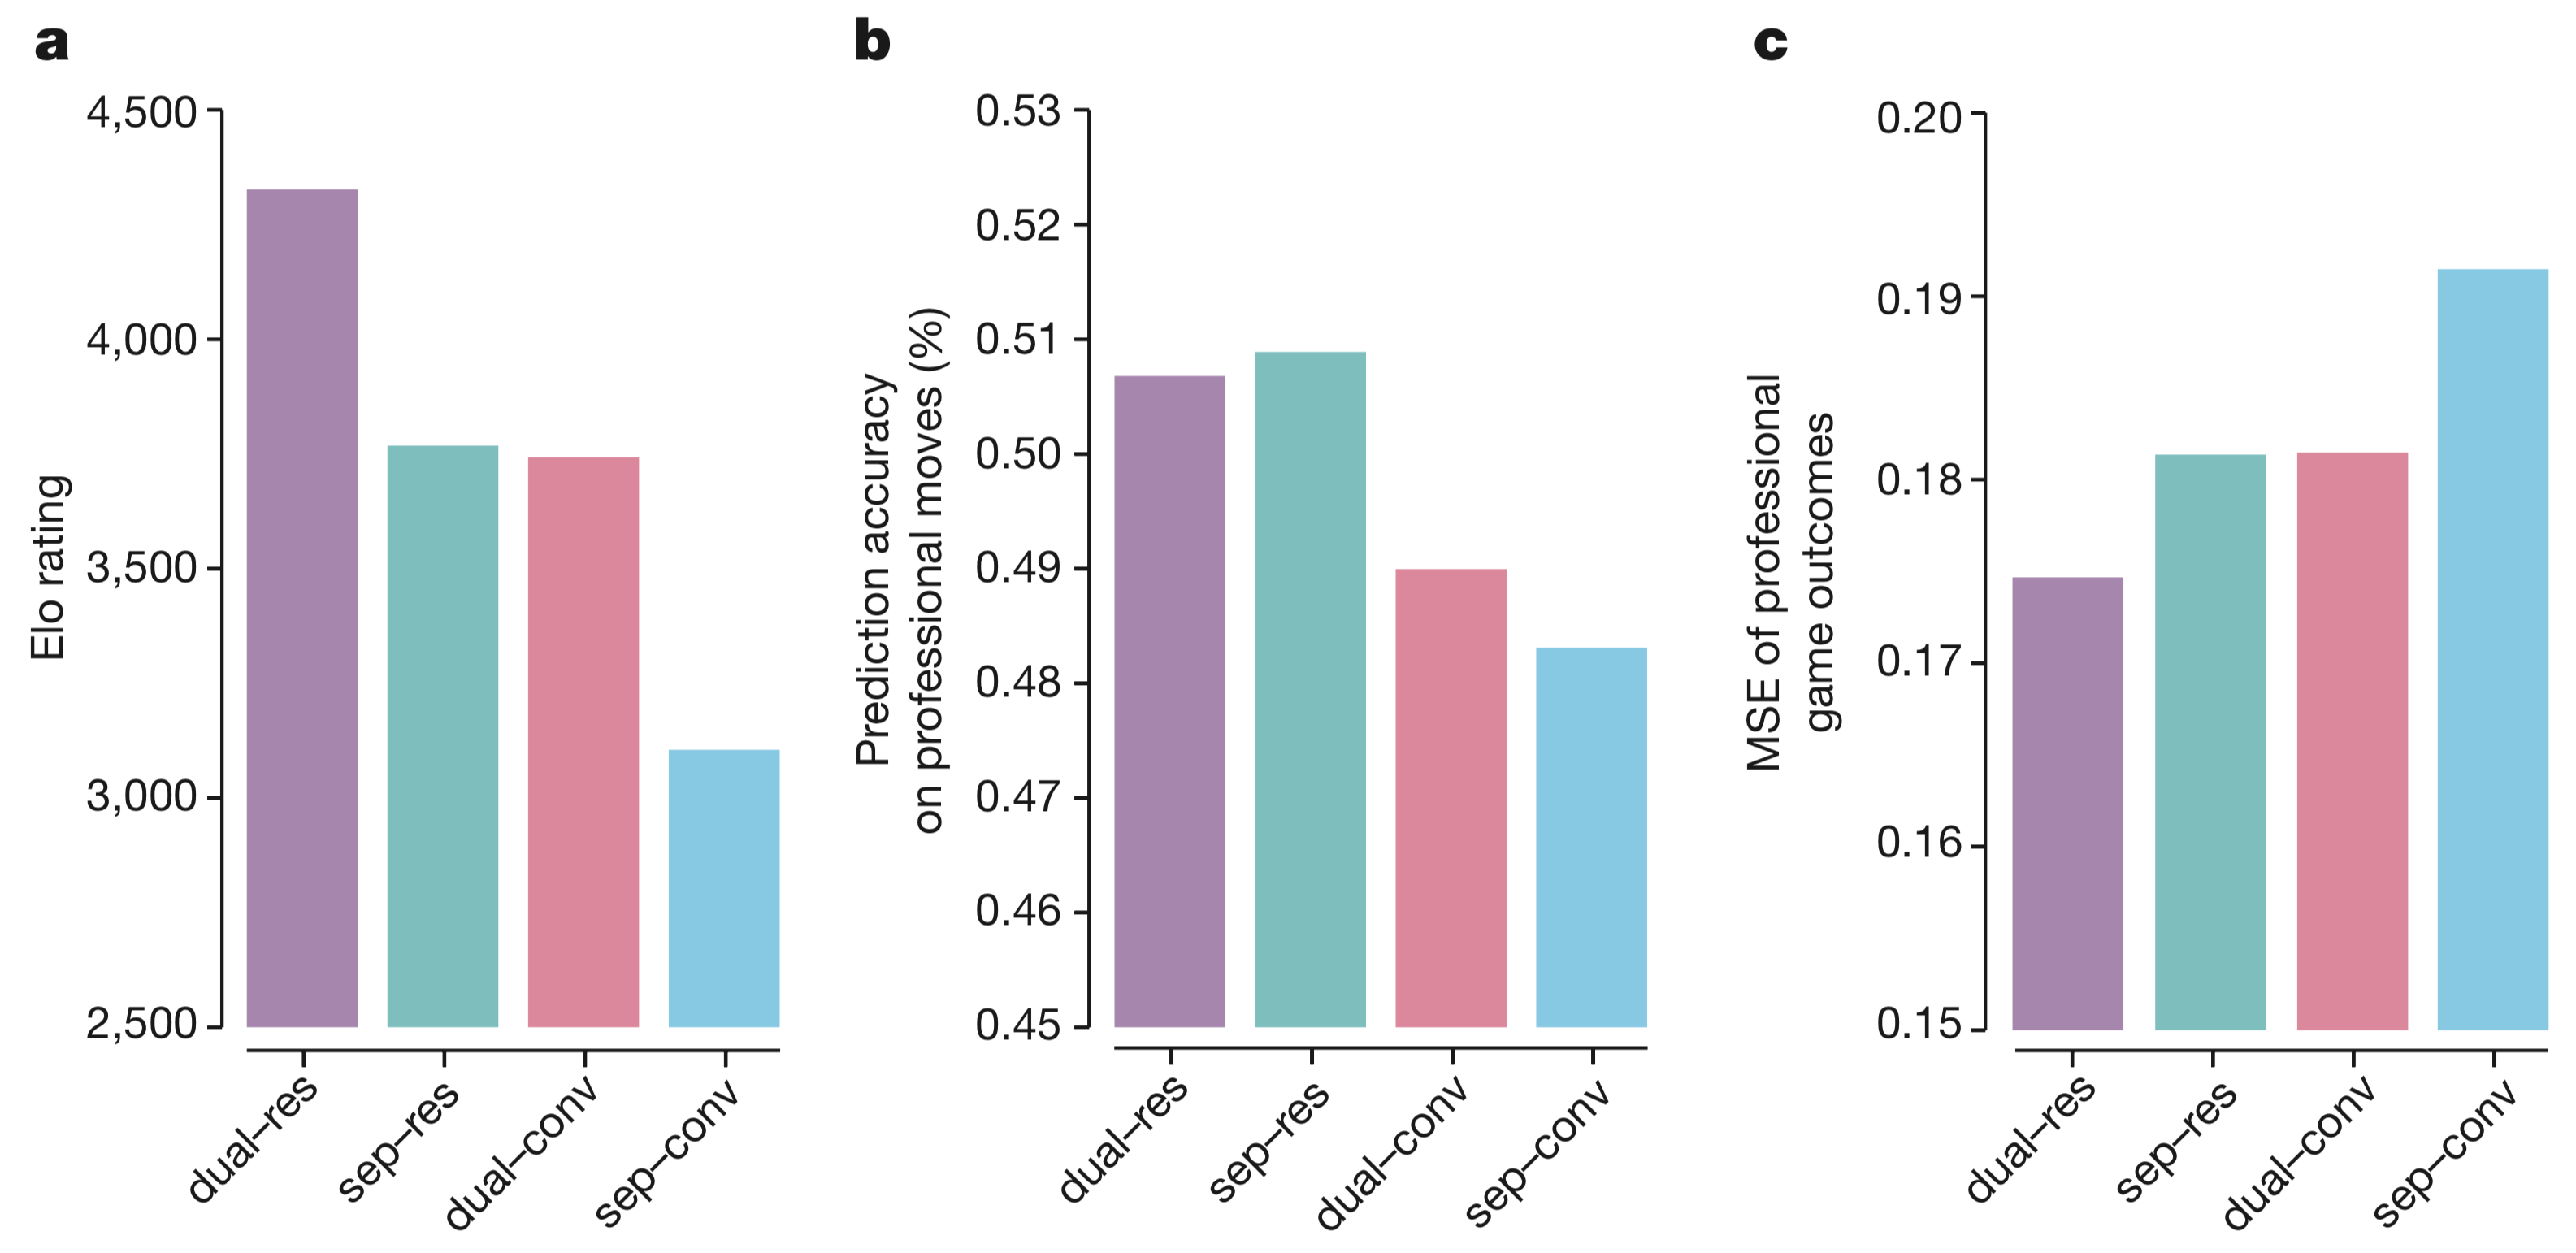 a
Elo rating
4,500
4,000
3,500
3,000
2,500
dual–res
sep–res
dual–conv
sep–conv
b
Prediction accuracy
on professional moves (%)
0.53
0.52
0.51
0.50
0.49
0.48
0.47
0.46
0.45
dual–res
sep–res
dual–conv
sep–conv
c
MSE of professional
game outcomes
0.20
0.19
0.18
0.17
0.16
0.15
dual–res
sep–res
dual–conv
sep–conv